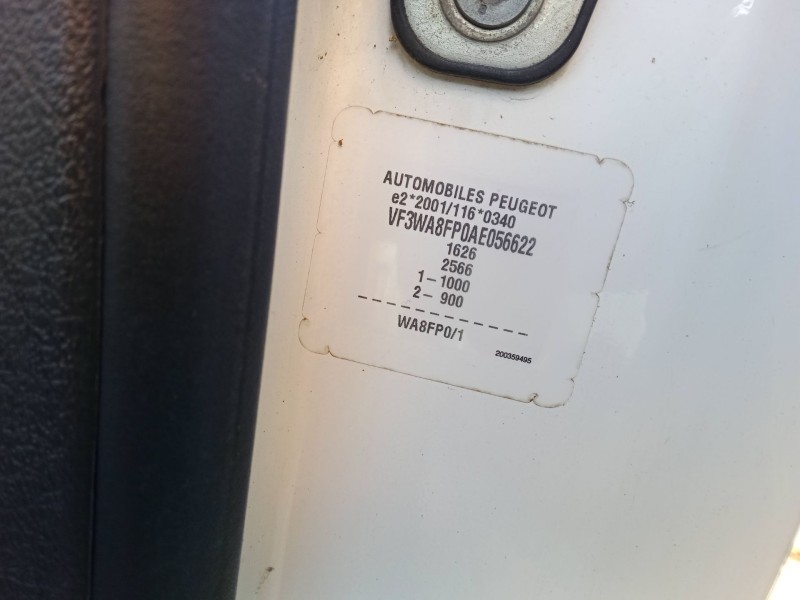 AUTOMOBILES PEUGEOT
e2*2001/116*0340
VF3WA8FP0AE056622
1626
2566
1- 1000
2- 900
WA8FP0/1
200359495